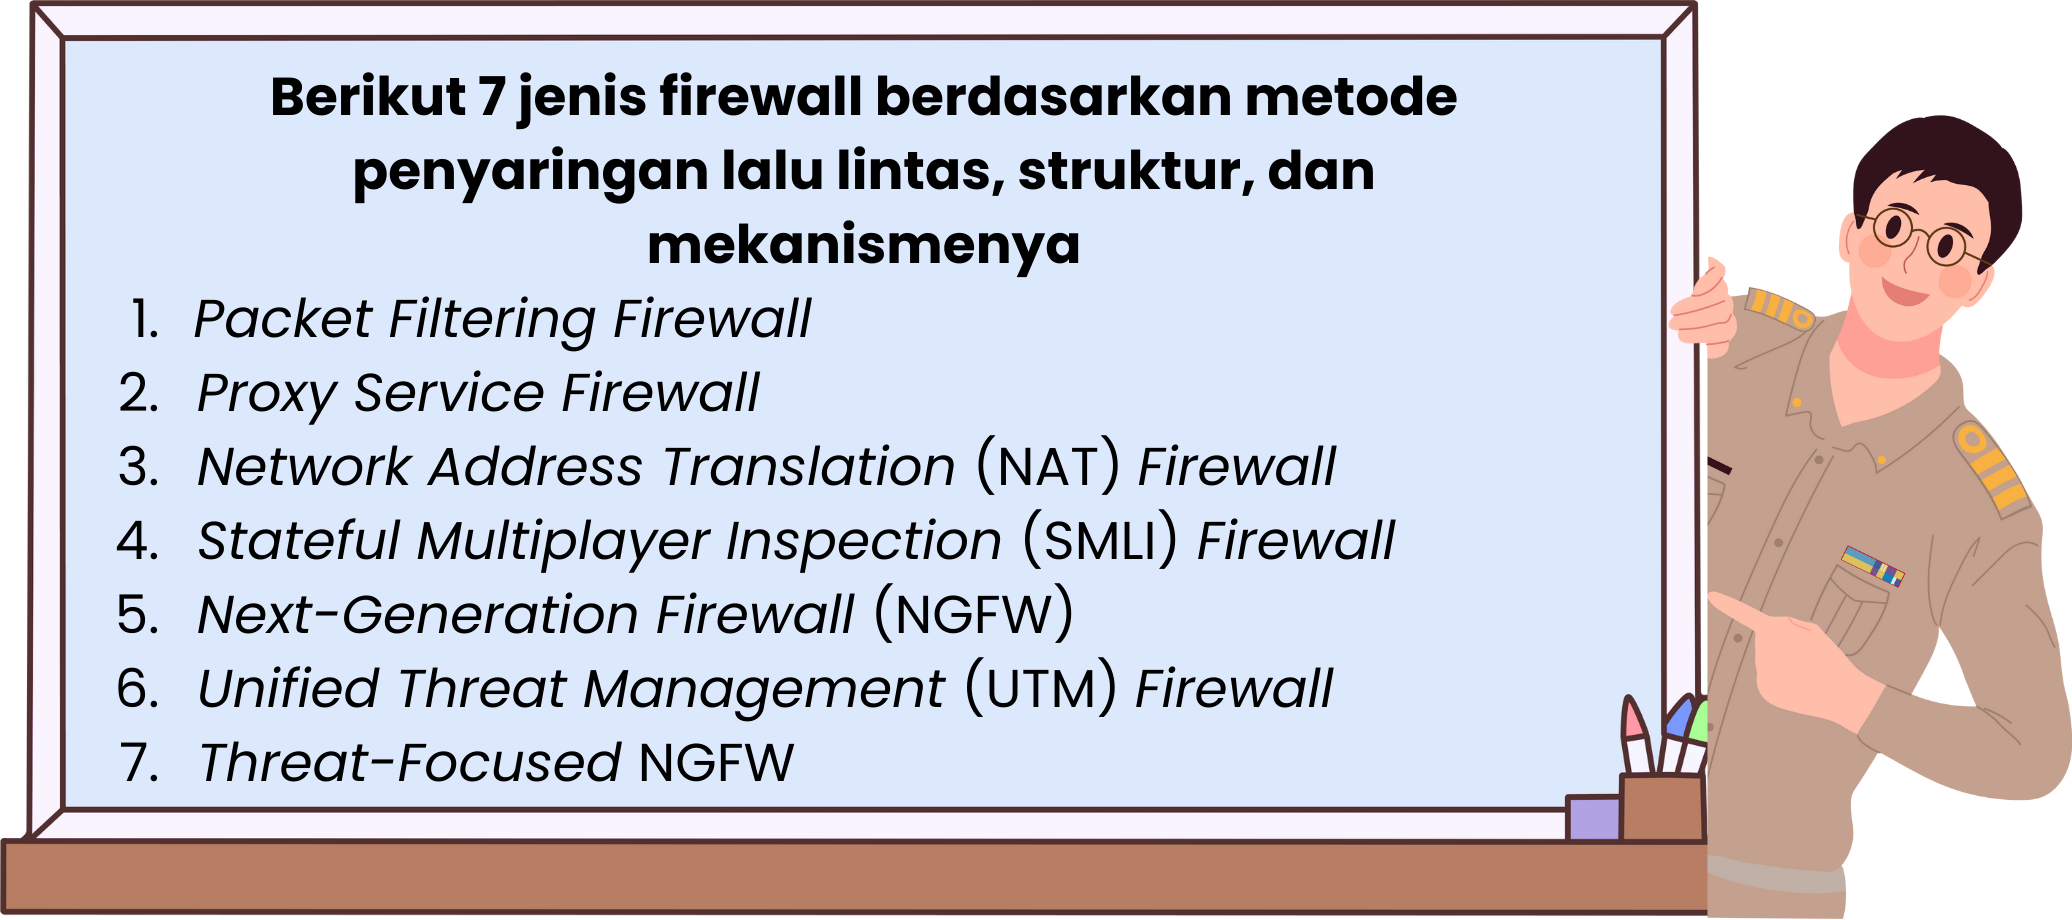 Berikut 7 jenis firewall berdasarkan metode
penyaringan lalu lintas, struktur, dan
mekanismenya
1. Packet Filtering Firewall
2. Proxy Service Firewall
3. Network Address Translation (NAT) Firewall
4. Stateful Multiplayer Inspection (SMLI) Firewall
5. Next-Generation Firewall (NGFW)
6. Unified Threat Management (UTM) Firewall
7. Threat-Focused NGFW